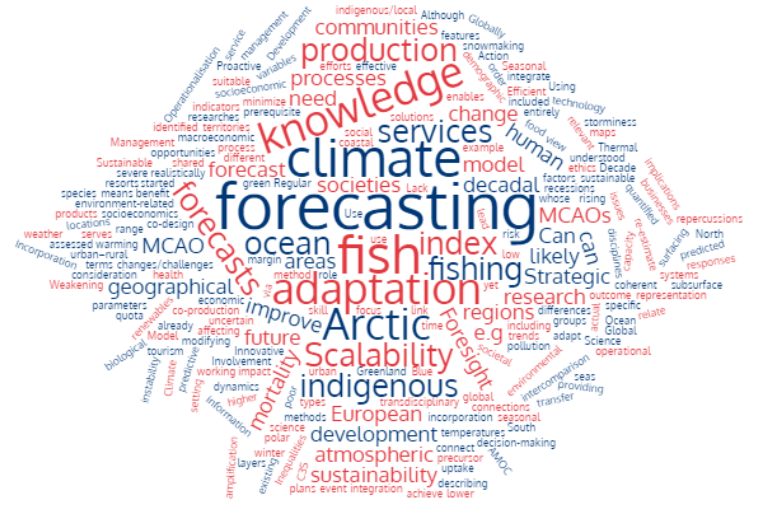 indigenous/local
Although Globally
communities features
production snowmaking
Action
management Development
service
Operationalisation
Proactive variables efforts effective
suitable socioeconomic processes
knowledge
demographic order Seasonal
integrate
Efficient Using
included technology
entirely
indicators minimize need
researches prerequisite
enables
solutions change
identified territories
macroeconomic
social coastal services
example human food view
relevant storminess
maps
Management process
opportunities different
Sustainable shared
severe realistically forecast
climate model
Thermal
understood
ethics Decade
factors sustainable
resorts started
green Regular societies Lack decadal recessions
species means benefit
environment-related
forecasts forecasting
whose rising
issues quantified businesses implications
products socioeconomics
locations range co-design
Use lead MCAOs
repercussions
weather serves
assessed warming MCAO ocean fish use index risk Can can
disciplines re-estimate surfacing North
predicted
responses
Incorporation urban–rural
terms changes/challenges
margin areas low likely
consideration health
method role fishing Strategic
coherent subsurface
systems
Weakening geographical
via adaptation yet research
outcome representation
parameters economic
quota co-production
improve skill focus link
Arctic Foresight regions
differences specific
relate
renewables already uncertain
affecting
time e.g including groups
trends adapt
Ocean
Global
Science
operational
Model modifying future
biological tourism
Innovative
Involvement
Scalability societal pollution
environmental
instability Climate predictive working impact
urban Greenland Blue
intercomparison seas
providing
transfer
setting dynamics mortality
poor indigenous
higher types transdisciplinary global
connections
Information methods European incorporation seasonal
science
polar development temperatures South
decision-making
amplification winter
layers existing Inequalities atmospheric connect
precursor AMOC
C3S sustainability uptake
describing
plans event integration achieve lower